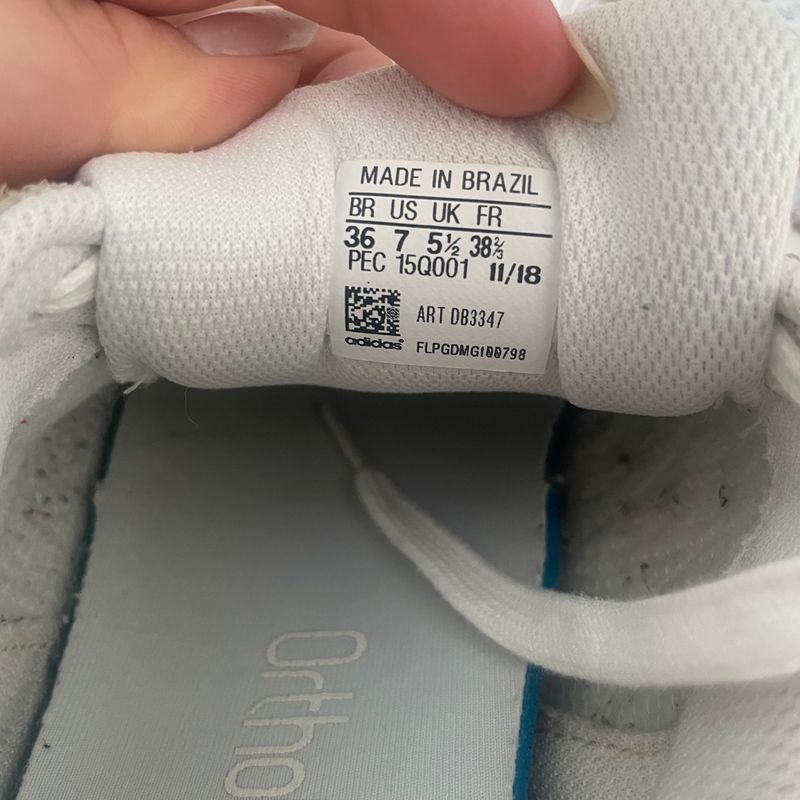 MADE IN BRAZIL
BR US UK FR
36 7 5½ 38⅔
PEC 15Q001 11/18
ART DB3347
adidas
FLPGDMG100798
Ortho